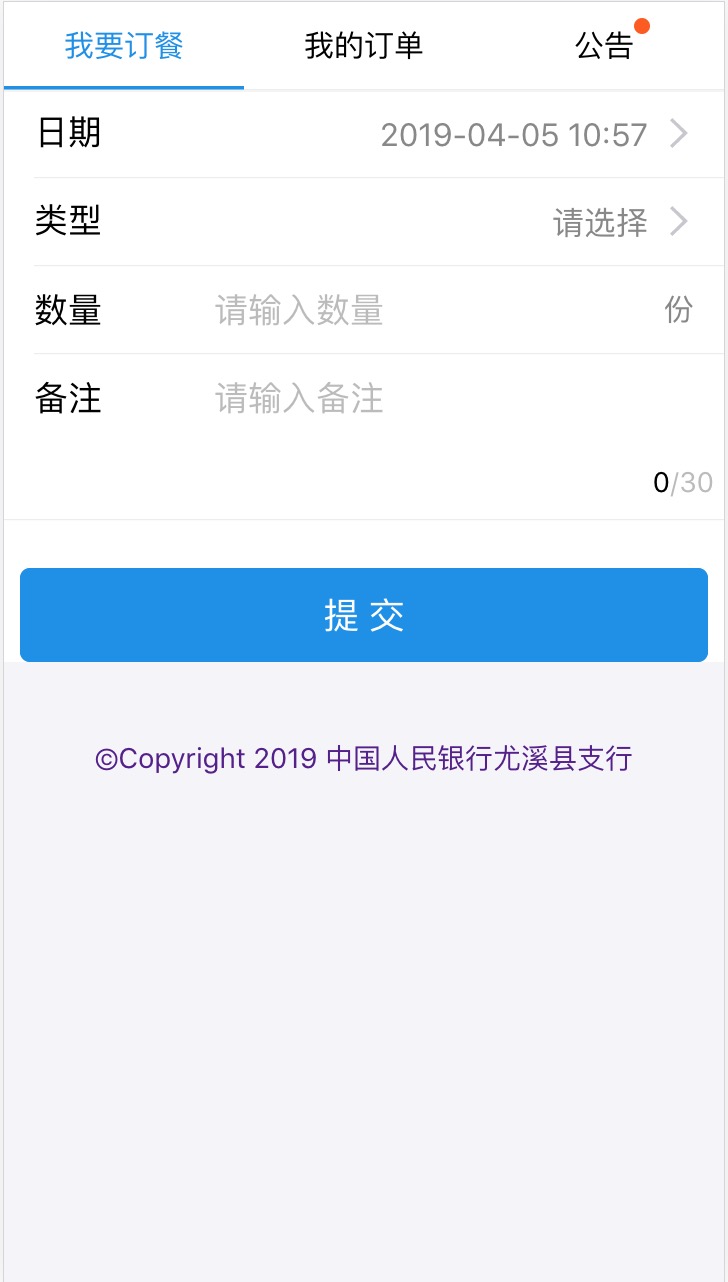 我要订餐 我的订单 公告
日期 2019-04-05 10:57
类型 请选择
数量 请输入数量 份
备注 请输入备注
0/30
提 交
©Copyright 2019 中国人民银行尤溪县支行